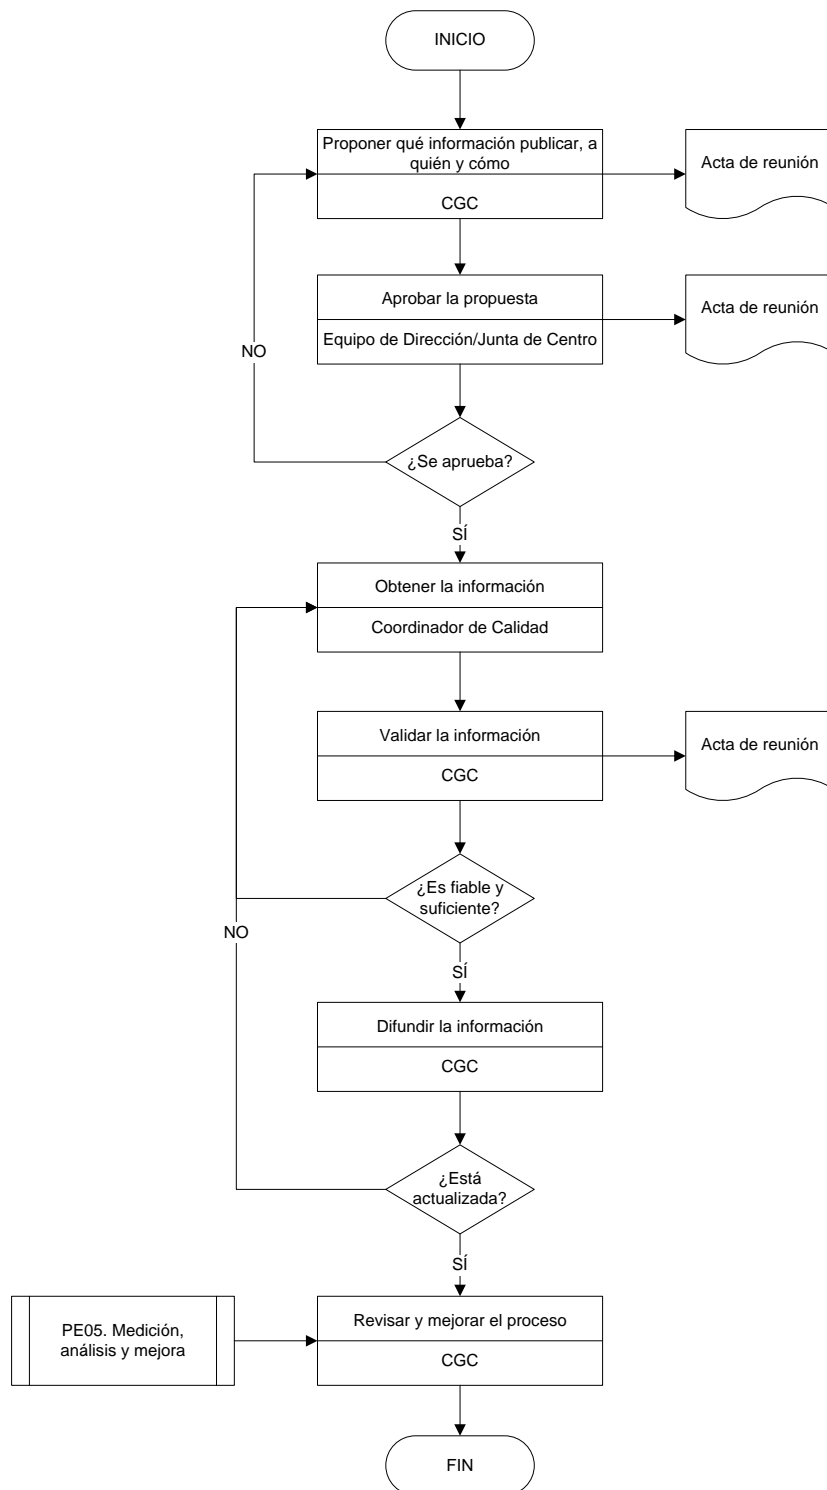 INICIO
Proponer qué información publicar, a
quién y cómo
CGC
Acta de reunión
Aprobar la propuesta
Equipo de Dirección/Junta de Centro
Acta de reunión
NO
¿Se aprueba?
SÍ
Obtener la información
Coordinador de Calidad
Validar la información
CGC
Acta de reunión
¿Es fiable y
suficiente?
NO
SÍ
Difundir la información
CGC
¿Está
actualizada?
SÍ
PE05. Medición,
análisis y mejora
Revisar y mejorar el proceso
CGC
FIN